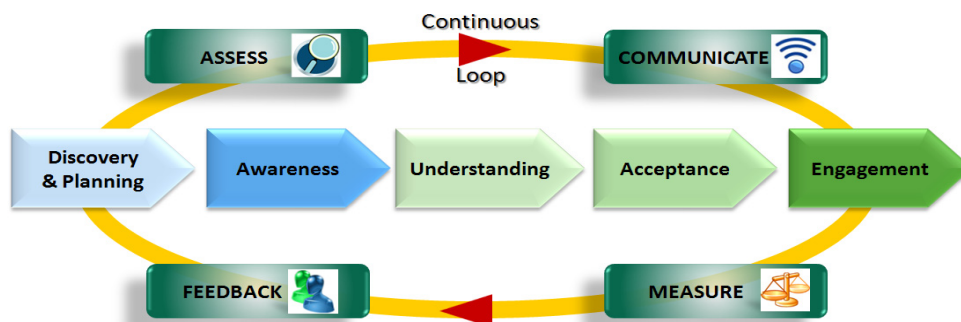 Continuous
Loop
ASSESS
COMMUNICATE
Discovery
& Planning
Awareness
Understanding
Acceptance
Engagement
FEEDBACK
MEASURE